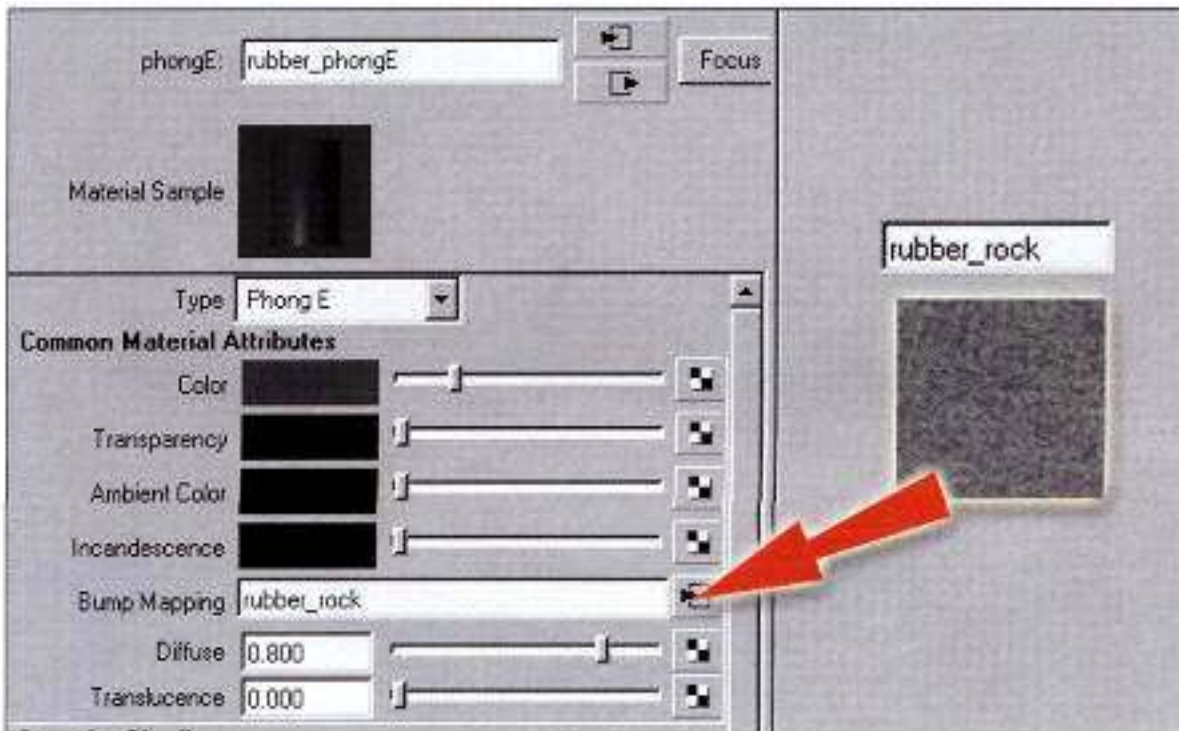 phongE: rubber_phongE
Focus
Material Sample
rubber_rock
Type Phong E
Common Material Attributes
Color
Transparency
Ambient Color
Incandescence
Bump Mapping rubber_rock
Diffuse 0.800
Translucence 0.000